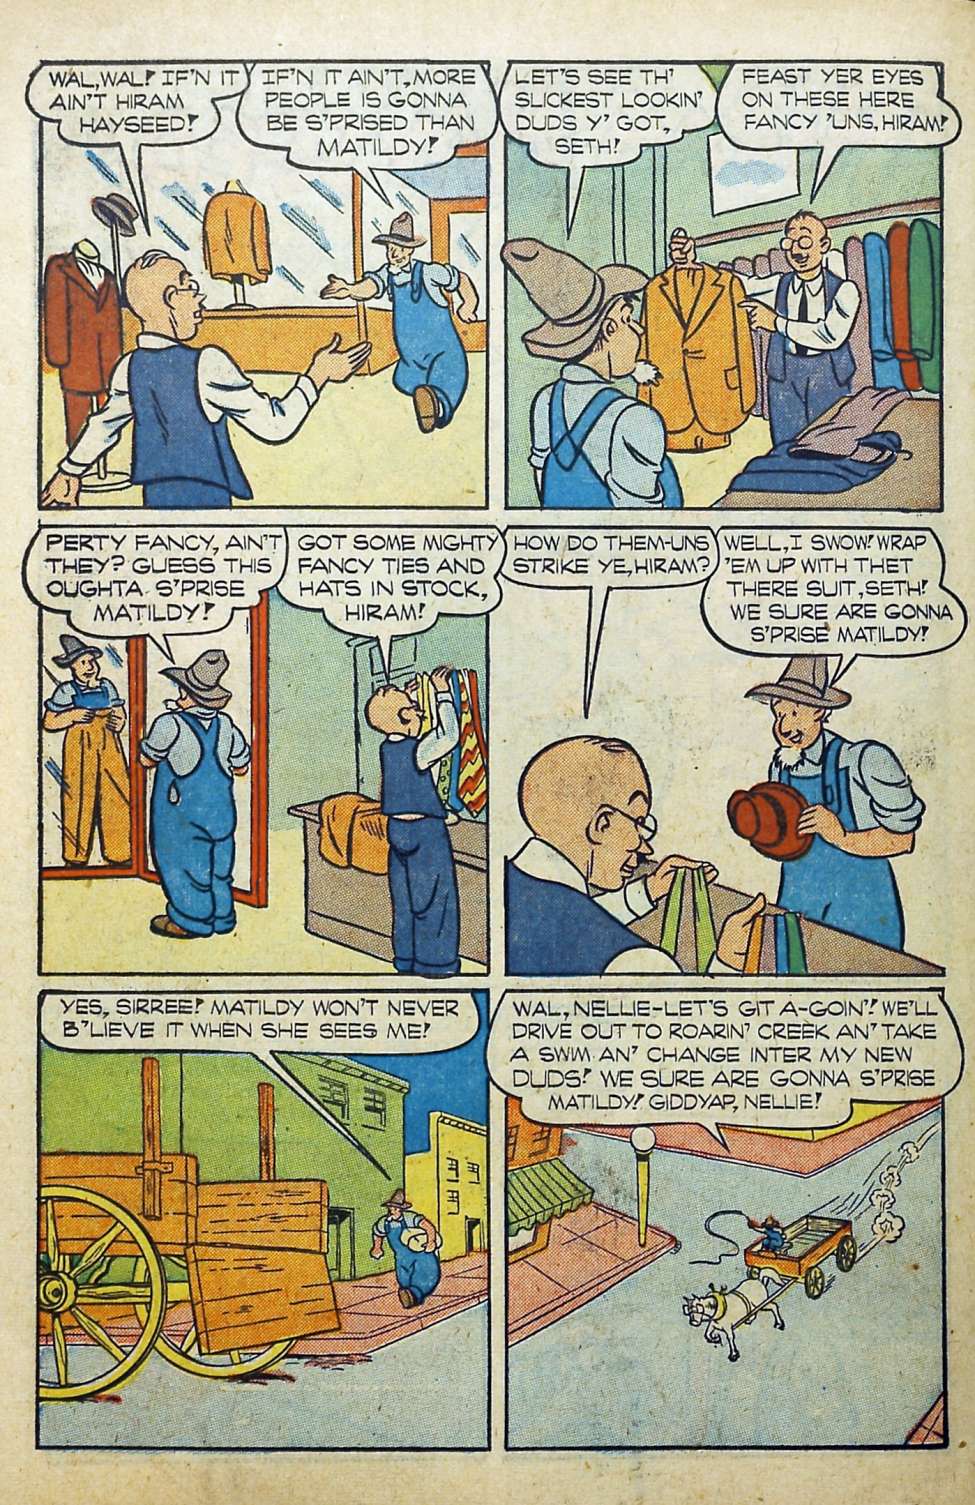 WAL, WAL! IF'N IT
AIN'T HIRAM
HAYSEED!
IF'N IT AIN'T, MORE
PEOPLE IS GONNA
BE S'PRISED THAN
MATILDY!
LET'S SEE TH'
SLICKEST LOOKIN'
DUDS Y' GOT,
SETH!
FEAST YER EYES
ON THESE HERE
FANCY 'UNS, HIRAM!
PERTY FANCY, AIN'T
THEY? GUESS THIS
OUGHTA S'PRISE
MATILDY!
GOT SOME MIGHTY
FANCY TIES AND
HATS IN STOCK,
HIRAM!
HOW DO THEM-UNS
STRIKE YE, HIRAM?
WELL, I SWOW! WRAP
'EM UP WITH THET
THERE SUIT, SETH!
WE SURE ARE GONNA
S'PRISE MATILDY!
YES, SIRREE! MATILDY WON'T NEVER
B'LIEVE IT WHEN SHE SEES ME!
WAL, NELLIE-LET'S GIT A-GOIN'! WE'LL
DRIVE OUT TO ROARIN' CREEK AN' TAKE
A SWIM AN' CHANGE INTER MY NEW
DUDS! WE SURE ARE GONNA S'PRISE
MATILDY! GIDDYAP, NELLIE!